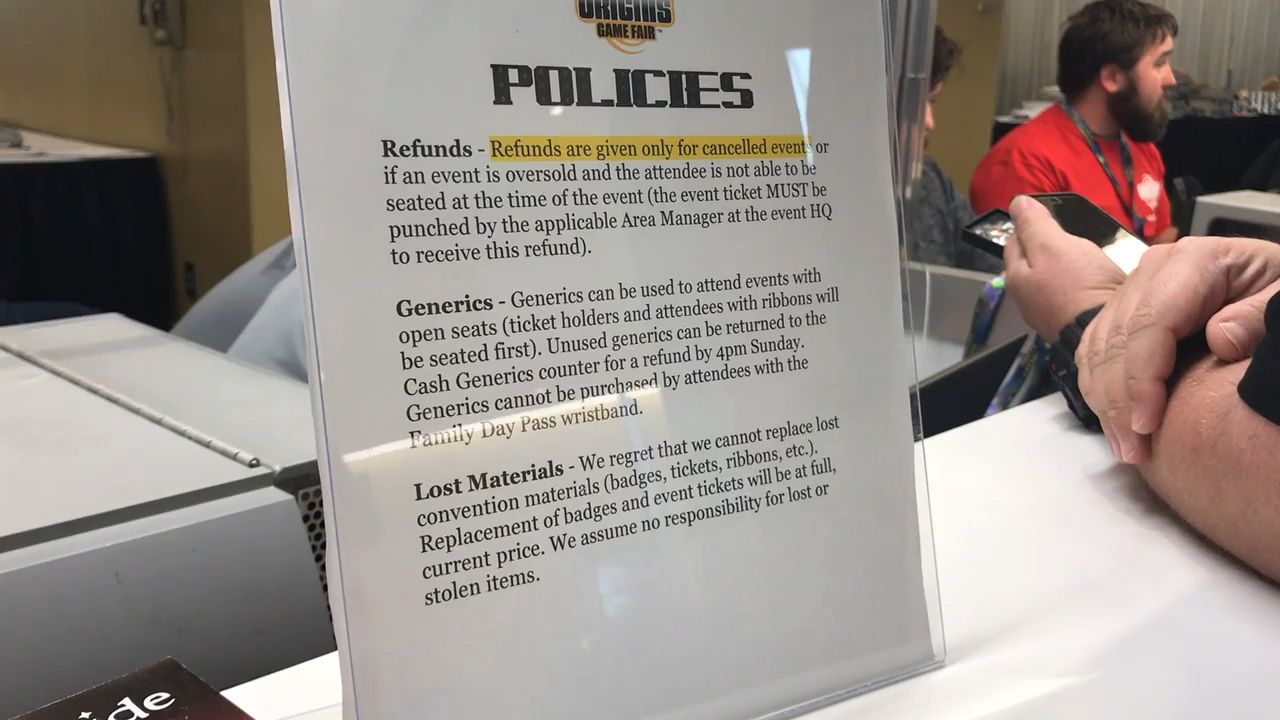 ORIGINS
GAME FAIR
POLICIES
Refunds - Refunds are given only for cancelled events or
if an event is oversold and the attendee is not able to be
seated at the time of the event (the event ticket MUST be
punched by the applicable Area Manager at the event HQ
to receive this refund).
Generics - Generics can be used to attend events with
open seats (ticket holders and attendees with ribbons will
be seated first). Unused generics can be returned to the
Cash Generics counter for a refund by 4pm Sunday.
Generics cannot be purchased by attendees with the
Family Day Pass wristband.
Lost Materials - We regret that we cannot replace lost
convention materials (badges, tickets, ribbons, etc.).
Replacement of badges and event tickets will be at full,
current price. We assume no responsibility for lost or
stolen items.